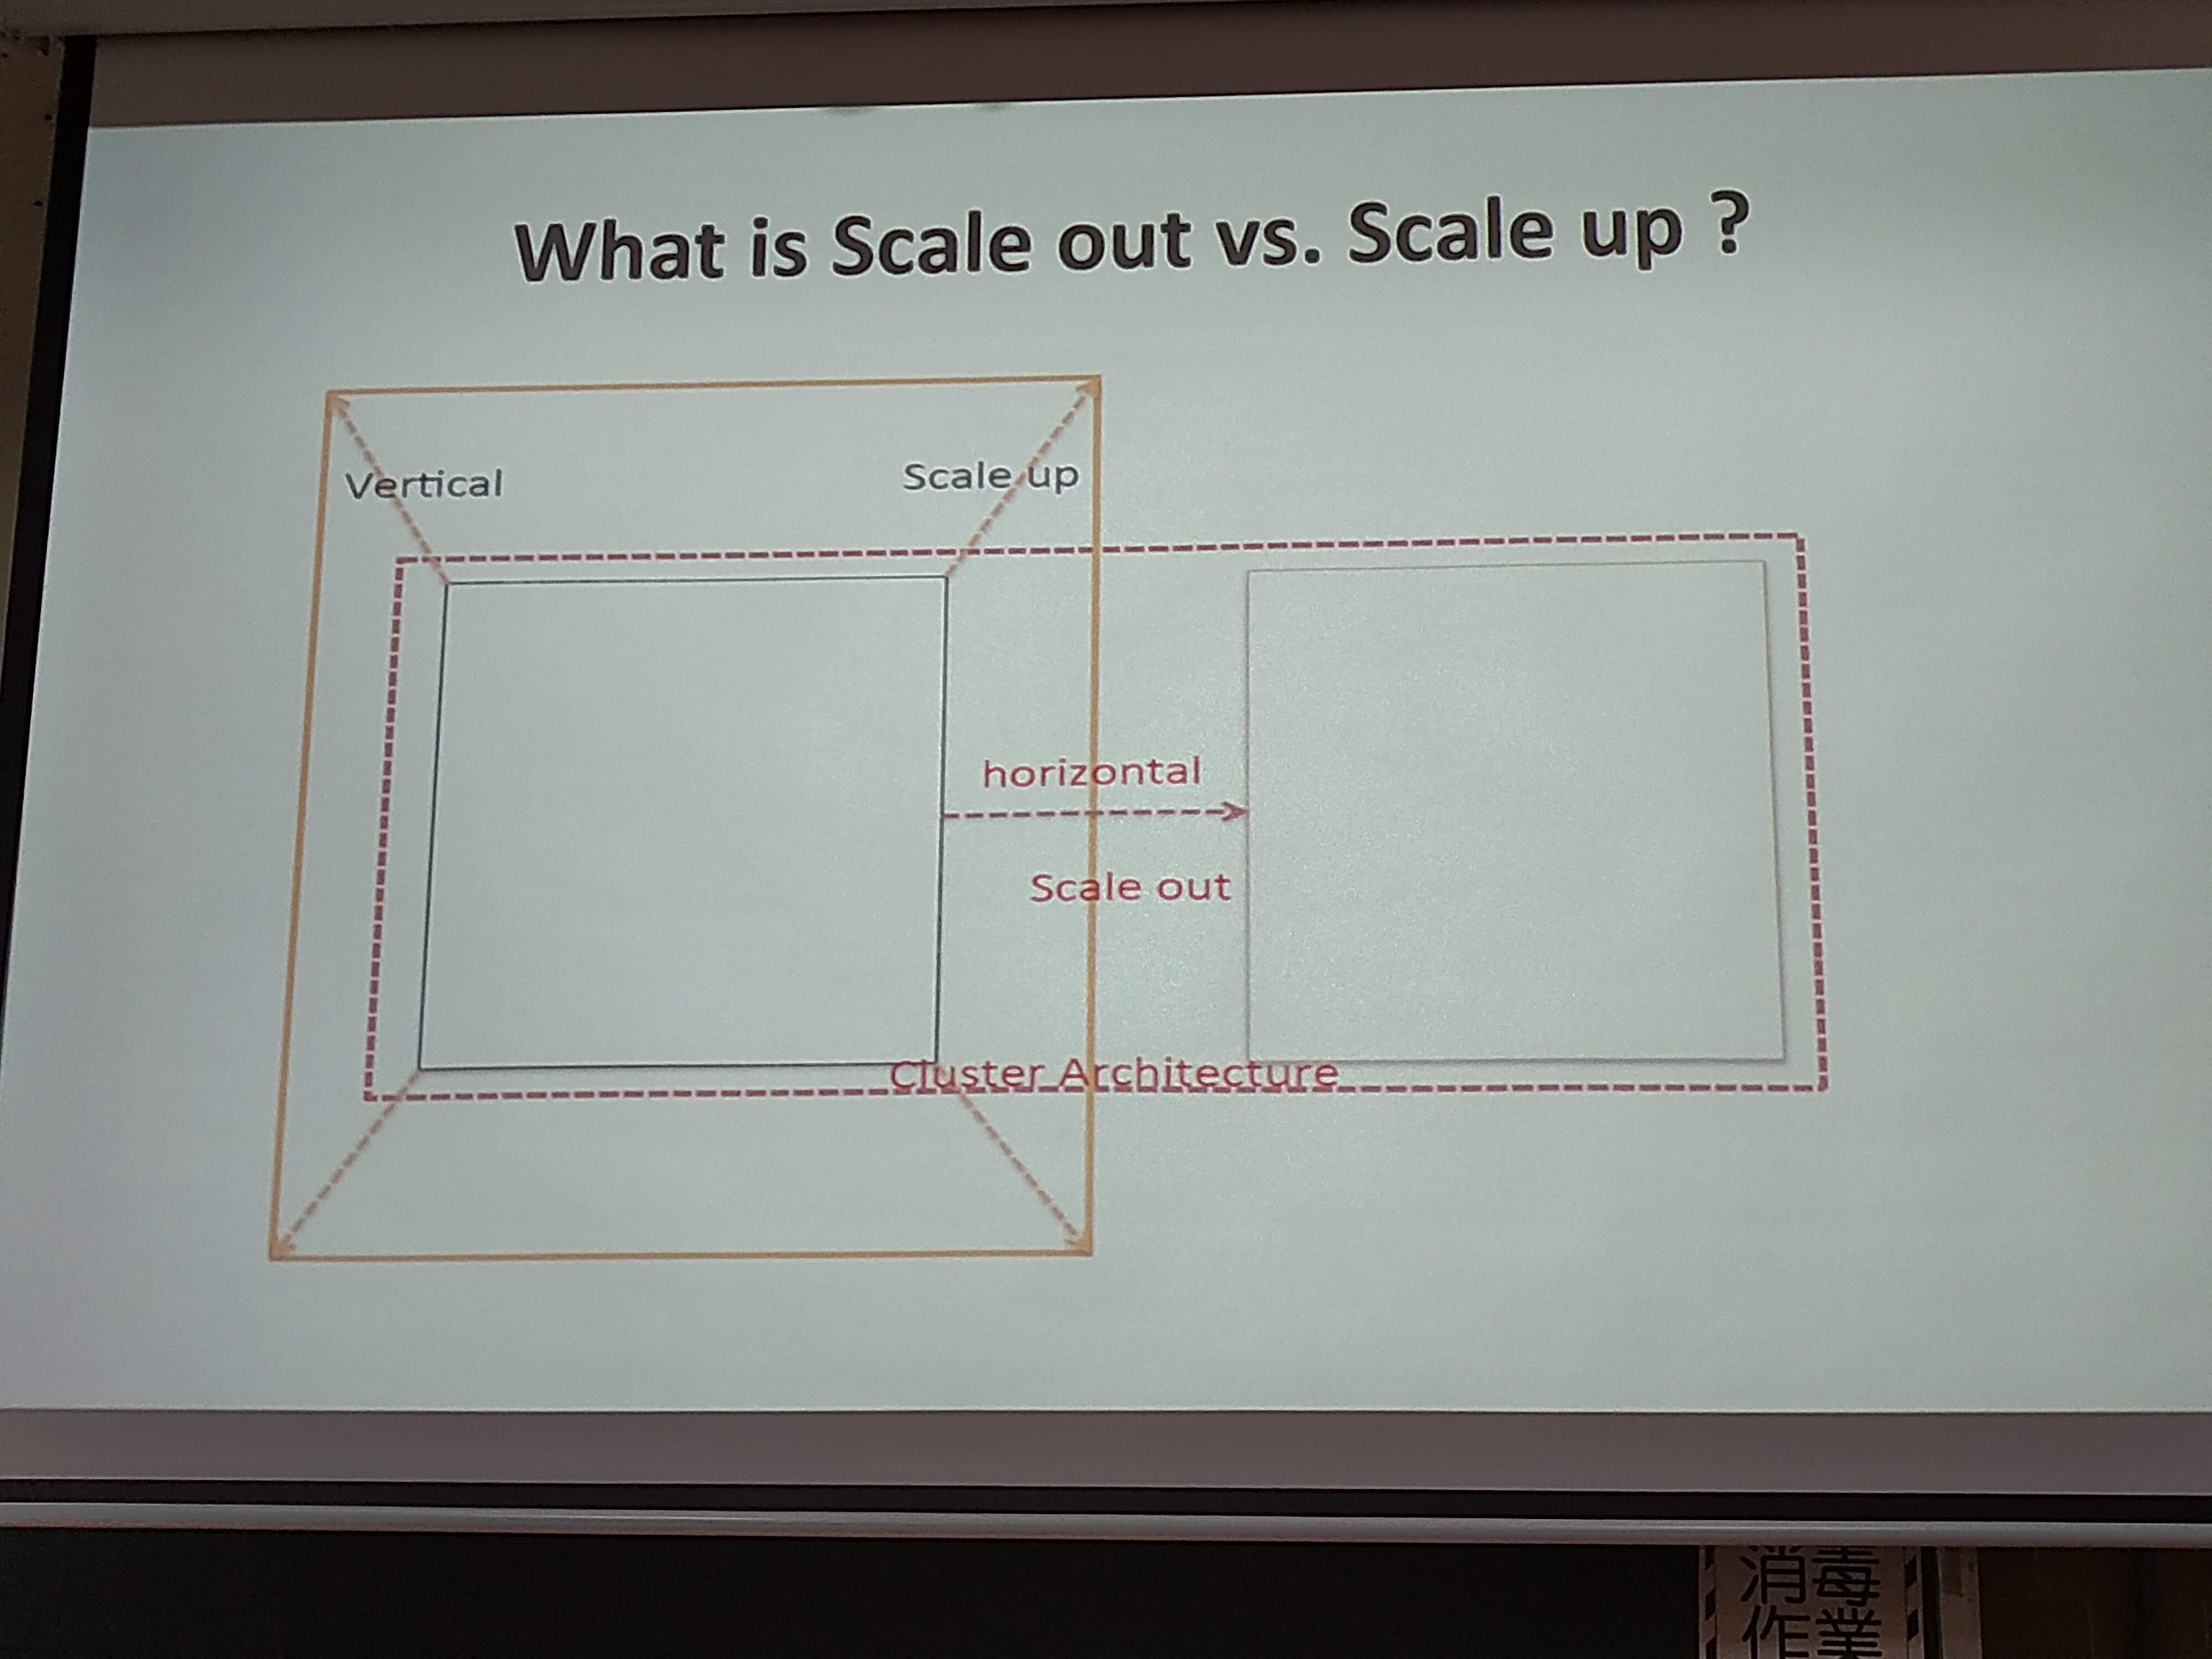 What is Scale out vs. Scale up ?
Vertical
Scale up
horizontal
Scale out
Cluster Architecture
消毒
作業